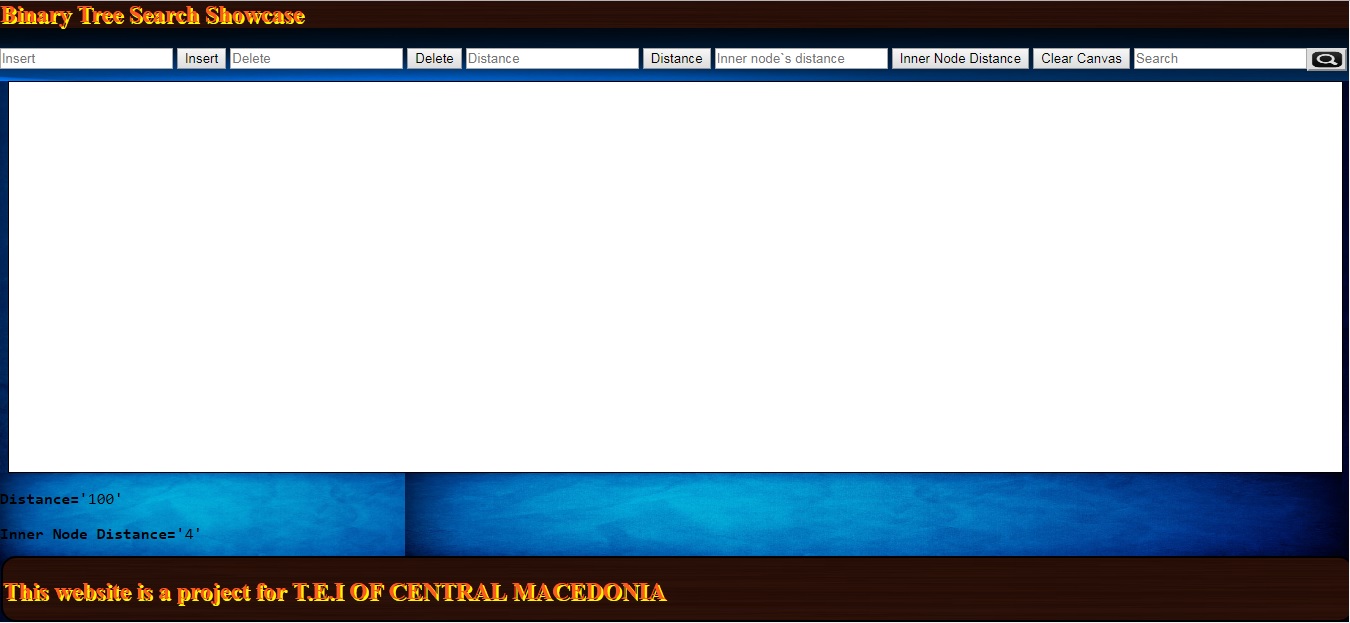 Binary Tree Search Showcase
Insert Insert Delete Delete Distance Distance Inner node`s distance Inner Node Distance Clear Canvas Search
Distance='100'
Inner Node Distance='4'
This website is a project for T.E.I OF CENTRAL MACEDONIA